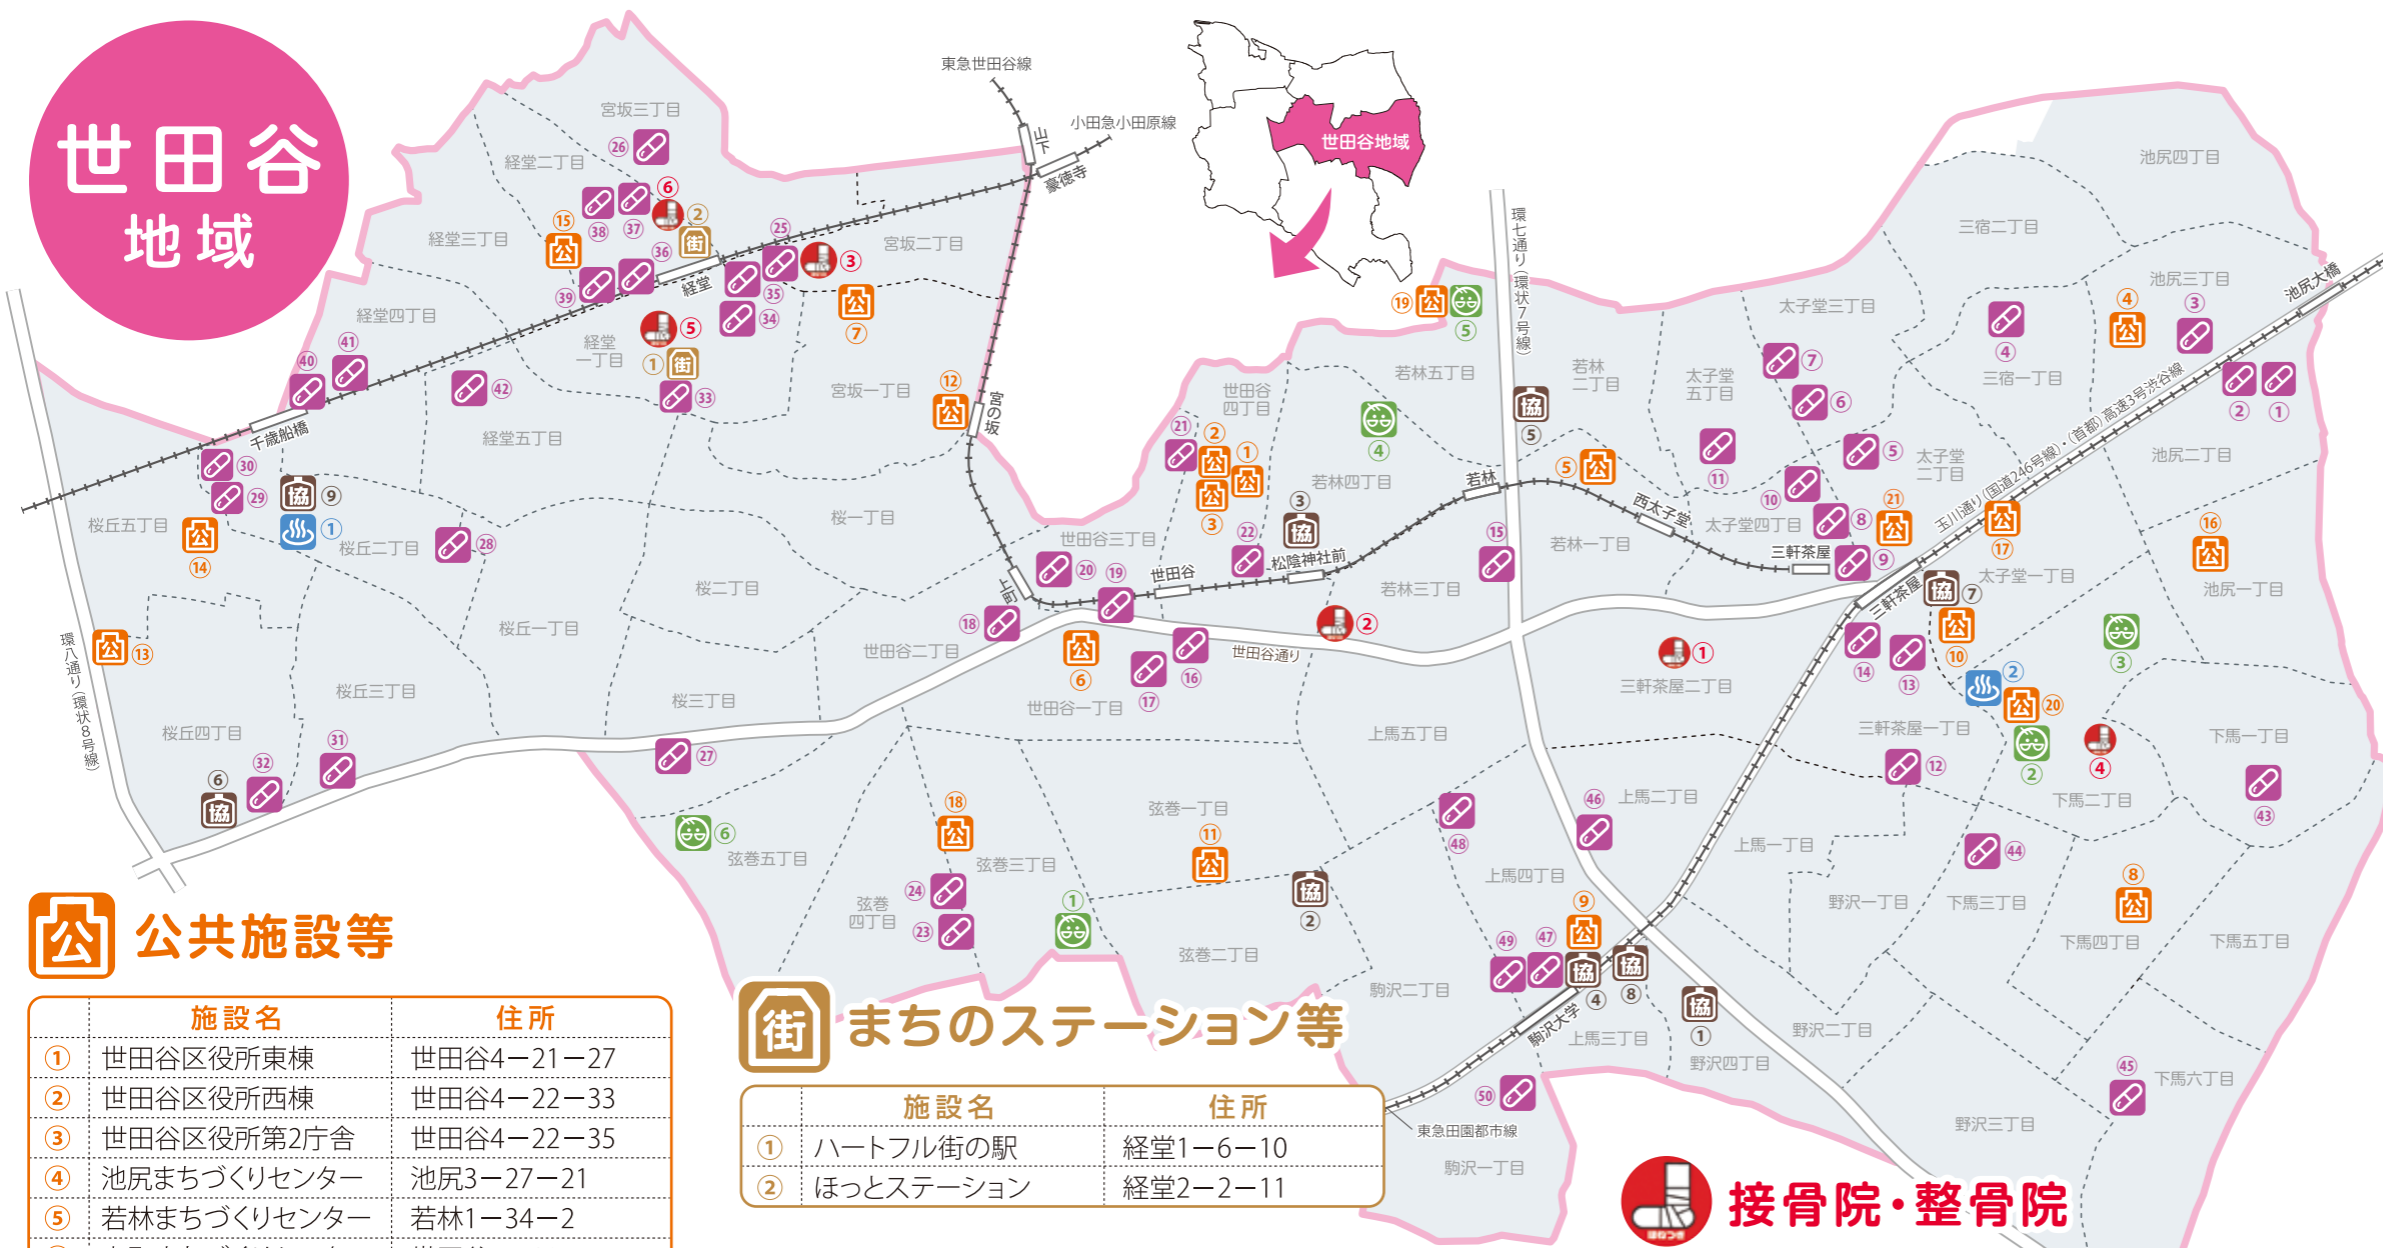 世田谷
地域
東急世田谷線
小田急小田原線
山下
豪徳寺
世田谷地域
宮坂三丁目
経堂二丁目
経堂三丁目
経堂四丁目
宮坂二丁目
経堂
経堂
一丁目
宮坂一丁目
経堂五丁目
千歳船橋
宮の坂
桜丘五丁目
桜丘二丁目
桜一丁目
桜二丁目
桜丘一丁目
桜丘三丁目
桜丘四丁目
桜三丁目
環八通り(環状8号線)
環七通り(環状7号線)
世田谷
四丁目
若林五丁目
若林
二丁目
若林四丁目
若林
世田谷三丁目
世田谷
松陰神社前
上町
若林三丁目
若林一丁目
西太子堂
三軒茶屋
三軒茶屋
世田谷二丁目
世田谷通り
世田谷一丁目
太子堂三丁目
太子堂
五丁目
太子堂
二丁目
太子堂四丁目
太子堂一丁目
三宿二丁目
三宿一丁目
池尻四丁目
池尻三丁目
池尻大橋
池尻二丁目
池尻一丁目
玉川通り(国道246号線)・(首都)高速3号渋谷線
三軒茶屋二丁目
三軒茶屋一丁目
上馬五丁目
上馬二丁目
上馬一丁目
上馬四丁目
上馬三丁目
下馬一丁目
下馬二丁目
下馬三丁目
下馬四丁目
下馬五丁目
下馬六丁目
野沢一丁目
野沢二丁目
野沢三丁目
野沢四丁目
弦巻一丁目
弦巻二丁目
弦巻三丁目
弦巻
四丁目
弦巻五丁目
駒沢二丁目
駒沢一丁目
駒沢大学
東急田園都市線
公 公共施設等
施設名 住所
① 世田谷区役所東棟 世田谷4−21−27
② 世田谷区役所西棟 世田谷4−22−33
③ 世田谷区役所第2庁舎 世田谷4−22−35
④ 池尻まちづくりセンター 池尻3−27−21
⑤ 若林まちづくりセンター 若林1−34−2
街 まちのステーション等
施設名 住所
① ハートフル街の駅 経堂1−6−10
② ほっとステーション 経堂2−2−11
ほねつぎ
接骨院・整骨院